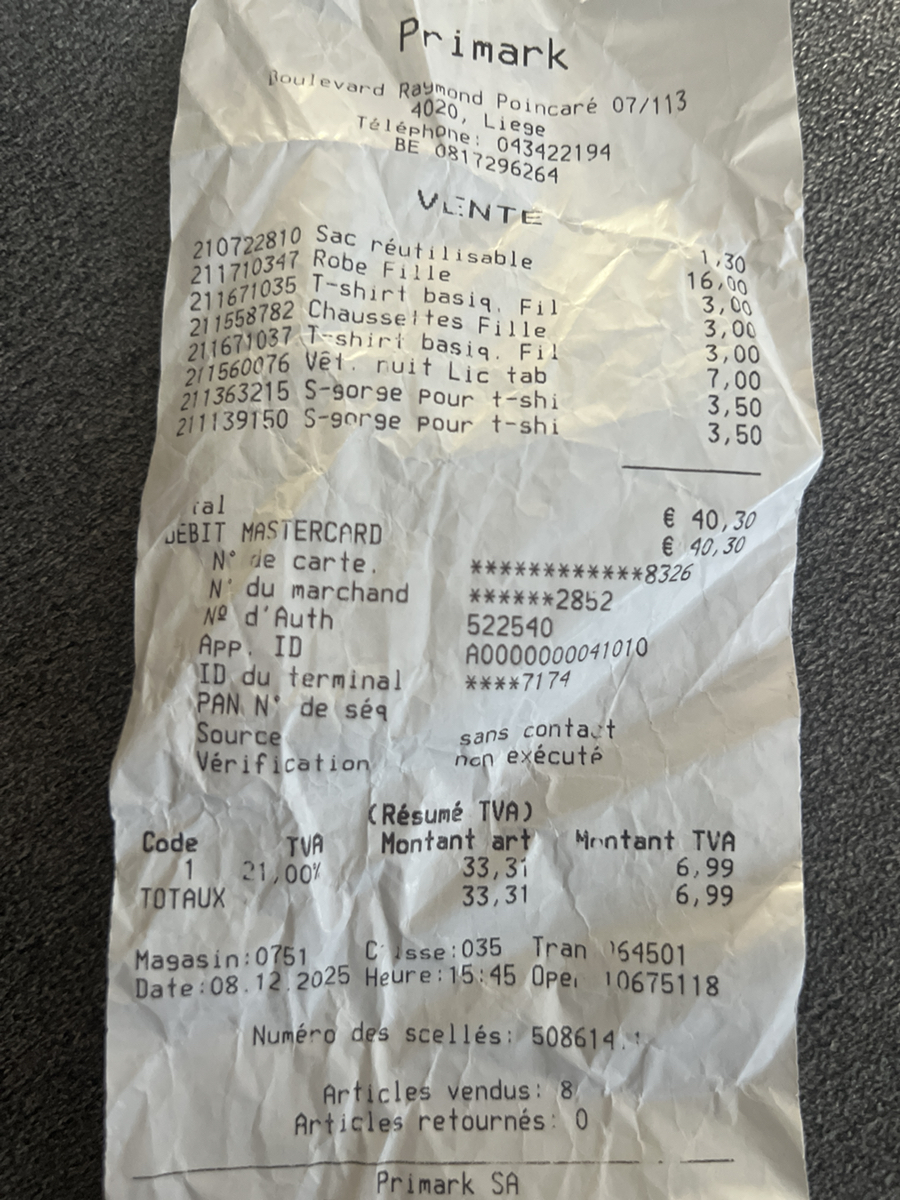 Primark
Boulevard Raymond Poincaré 07/113
4020, Liege
Téléphone: 043422194
BE 0817296264
VENTE
210722810 Sac réutilisable 1,30
211710347 Robe Fille 16,00
211671035 T-shirt basiq. Fil 3,00
211558782 Chaussettes Fille 3,00
211671037 T-shirt basiq. Fil 3,00
211560076 Vêt. nuit Lic tab 7,00
211363215 S-gorge pour t-shi 3,50
211139150 S-gorge pour t-shi 3,50
€ 40,30
DEBIT MASTERCARD € 40,30
N° de carte. ************8326
N° du marchand ******2852
Nº d'Auth 522540
App. ID A0000000041010
ID du terminal ****7174
PAN N° de séq
Source sans contact
Vérification non exécuté
(Résumé TVA)
Code TVA Montant art Montant TVA
1 21,00% 33,31 6,99
TOTAUX 33,31 6,99
Magasin:0751 Caisse:035 Tran 64501
Date:08.12.2025 Heure:15:45 Oper 10675118
Numéro des scellés: 508614
Articles vendus: 8
Articles retournés: 0
Primark SA